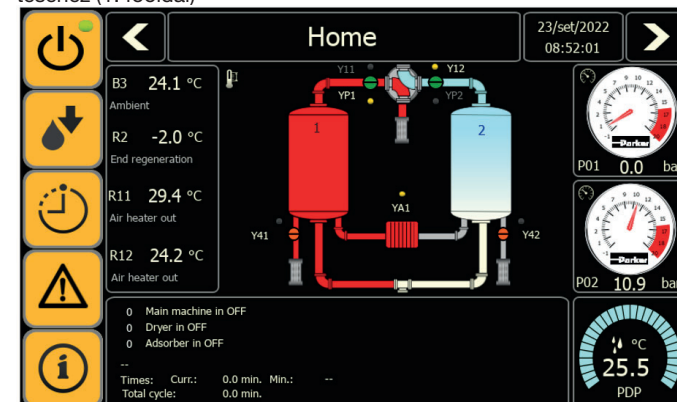 Home
23/set/2022
08:52:01
B3 24.1 °C
Ambient
R2 -2.0 °C
End regeneration
R11 29.4 °C
Air heater out
R12 24.2 °C
Air heater out
Y11
Y12
YP1
YP2
1
2
YA1
Y41
Y42
Parker
P01 0.0 ba
Parker
P02 10.9 ba
°C
25.5
PDP
0 Main machine in OFF
0 Dryer in OFF
0 Adsorber in OFF
--
Times: Curr.: 0.0 min. Min.: --
Total cycle: 0.0 min.